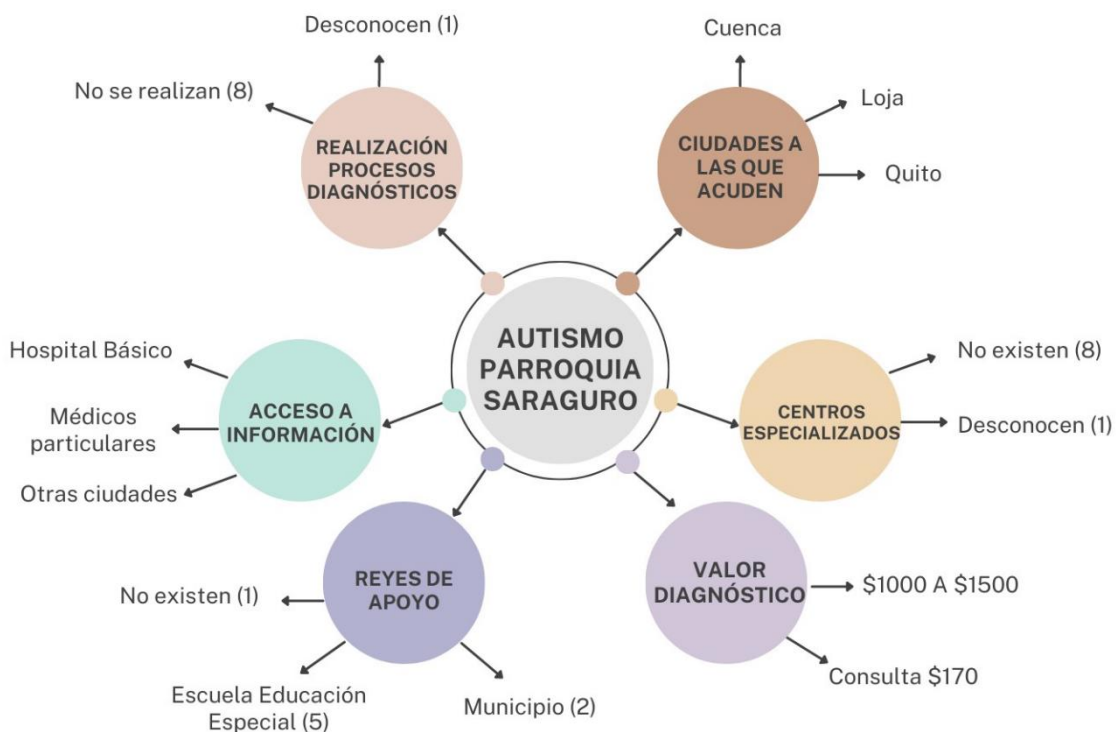 Desconocen (1)
No se realizan (8)
REALIZACIÓN
PROCESOS
DIAGNÓSTICOS
Cuenca
Loja
Quito
CIUDADES A
LAS QUE
ACUDEN
AUTISMO
PARROQUIA
SARAGURO
Hospital Básico
Médicos
particulares
Otras ciudades
ACCESO A
INFORMACIÓN
No existen (8)
Desconocen (1)
CENTROS
ESPECIALIZADOS
REYES DE
APOYO
No existen (1)
Escuela Educación
Especial (5)
Municipio (2)
VALOR
DIAGNÓSTICO
$1000 A $1500
Consulta $170